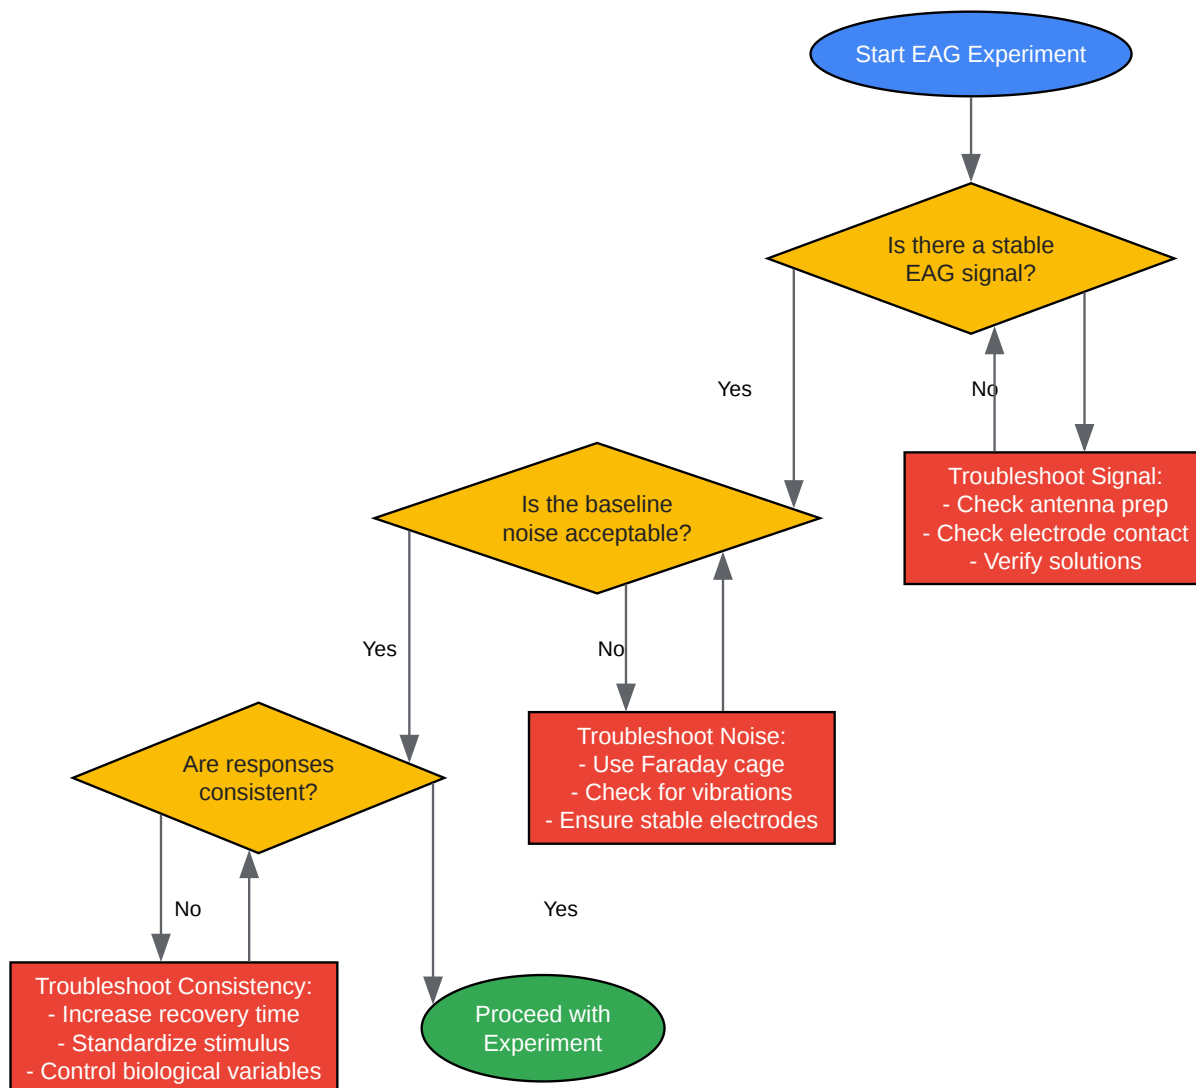 Start EAG Experiment
Is there a stable
EAG signal?
Yes
No
Troubleshoot Signal:
- Check antenna prep
- Check electrode contact
- Verify solutions
Is the baseline
noise acceptable?
Yes
No
Troubleshoot Noise:
- Use Faraday cage
- Check for vibrations
- Ensure stable electrodes
Are responses
consistent?
No
Yes
Troubleshoot Consistency:
- Increase recovery time
- Standardize stimulus
- Control biological variables
Proceed with
Experiment